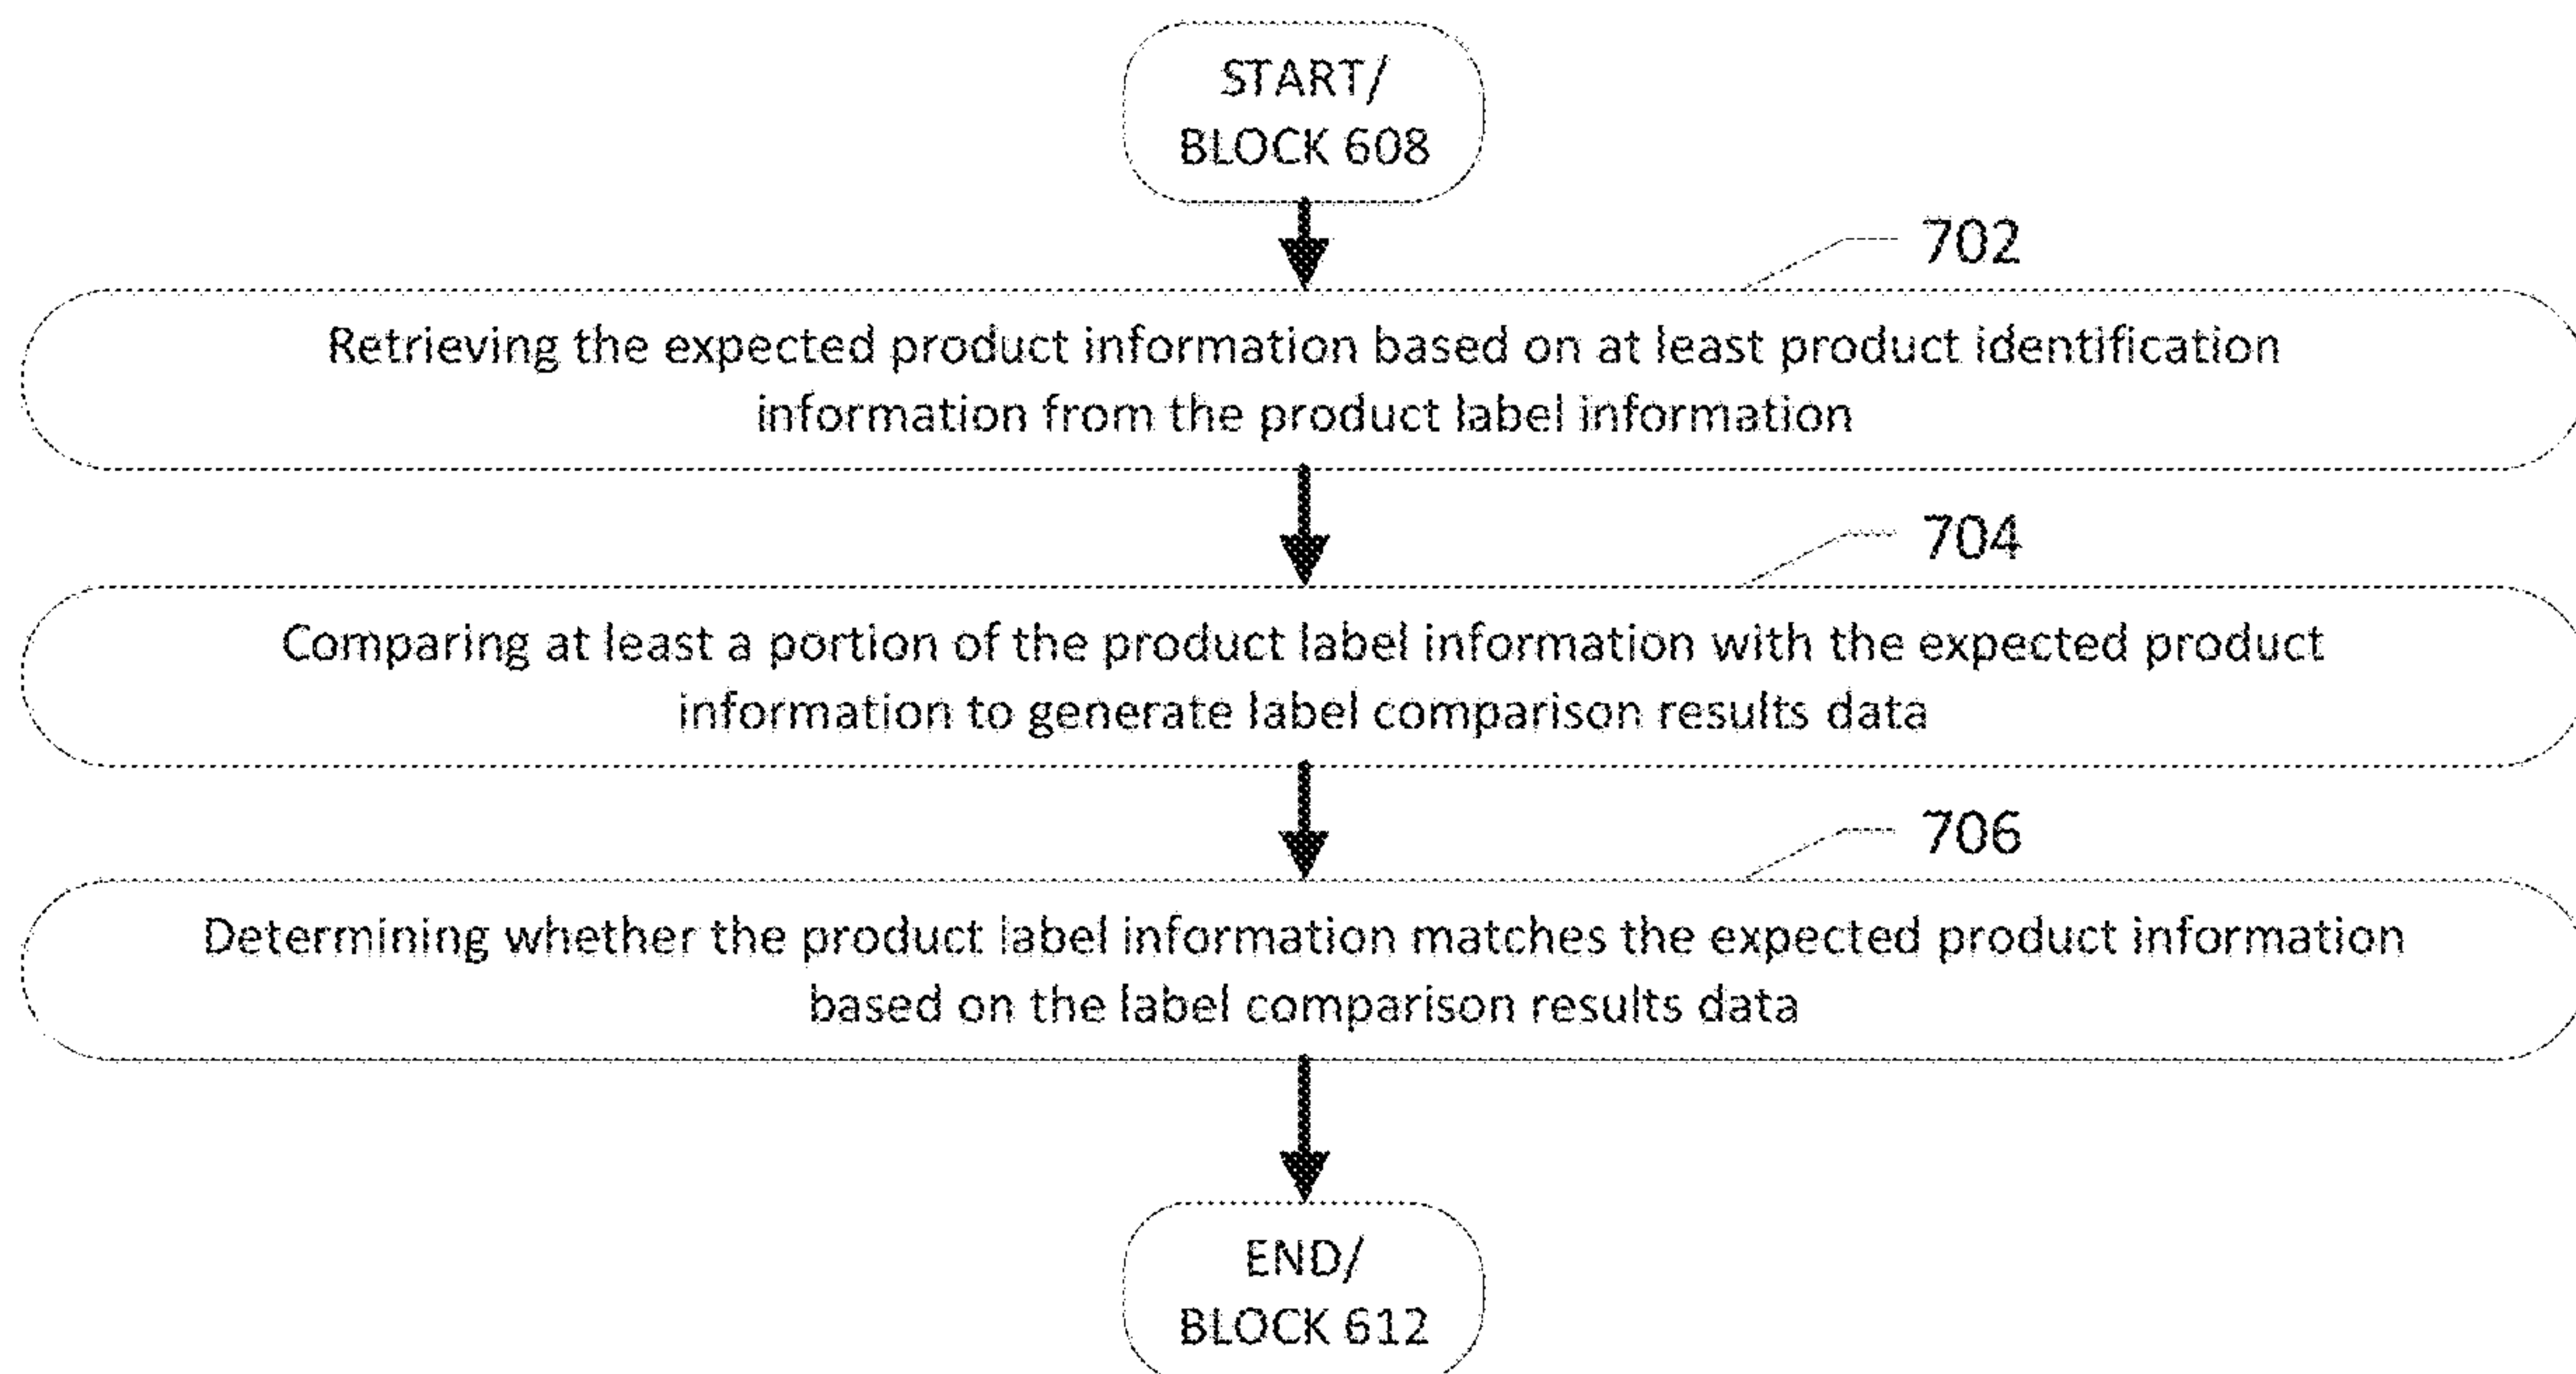 START/
BLOCK 608
702
Retrieving the expected product information based on at least product identification
information from the product label information
704
Comparing at least a portion of the product label information with the expected product
information to generate label comparison results data
706
Determining whether the product label information matches the expected product information
based on the label comparison results data
END/
BLOCK 612